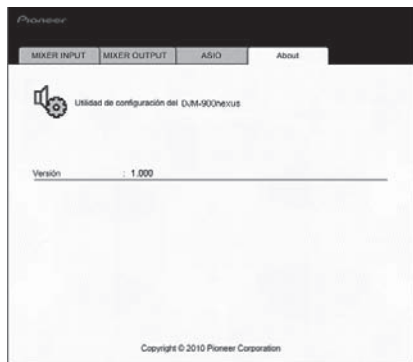 Pioneer
MIXER INPUT MIXER OUTPUT ASIO About
Utilidad de configuración del DJM-900nexus
Versión : 1.000
Copyright © 2010 Pioneer Corporation